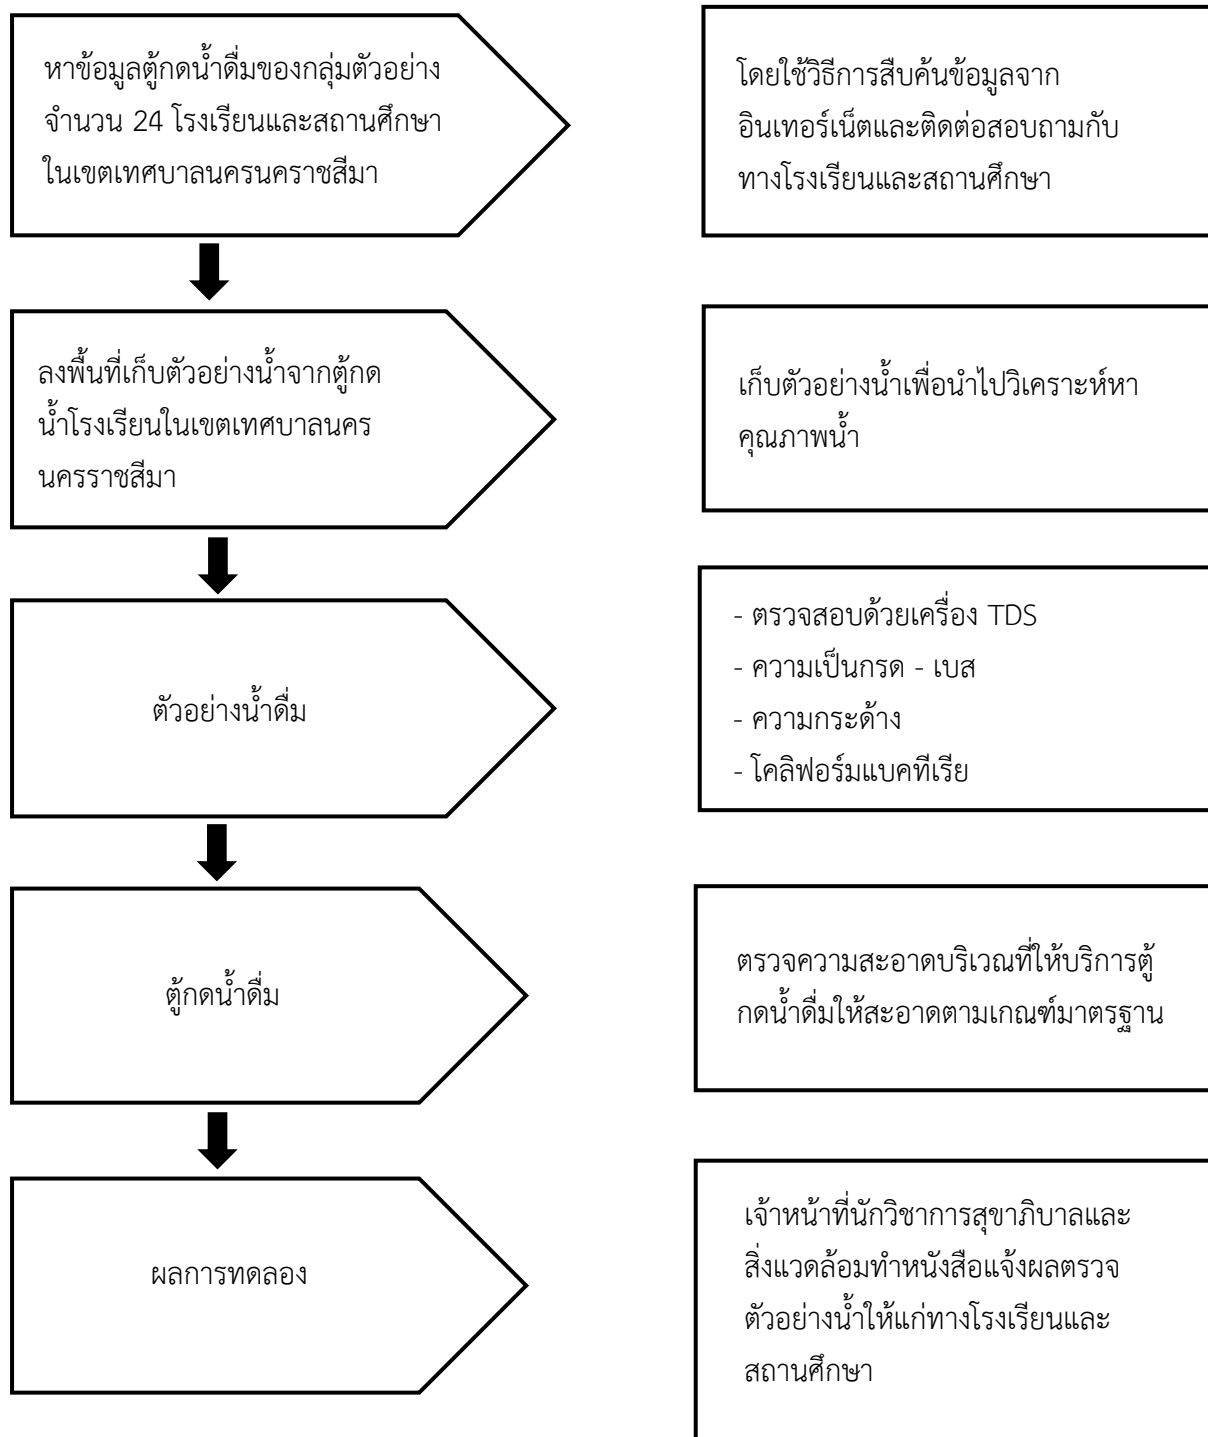 หาข้อมูลตู้กดน้ำดื่มของกลุ่มตัวอย่าง
จำนวน 24 โรงเรียนและสถานศึกษา
ในเขตเทศบาลนครนคราชสีมา
โดยใช้วิธีการสืบค้นข้อมูลจาก
อินเทอร์เน็ตและติดต่อสอบถามกับ
ทางโรงเรียนและสถานศึกษา
ลงพื้นที่เก็บตัวอย่างน้ำจากตู้กด
น้ำโรงเรียนในเขตเทศบาลนคร
นครราชสีมา
เก็บตัวอย่างน้ำเพื่อนำไปวิเคราะห์หา
คุณภาพน้ำ
ตัวอย่างน้ำดื่ม
- ตรวจสอบด้วยเครื่อง TDS
- ความเป็นกรด - เบส
- ความกระด้าง
- โคลิฟอร์มแบคทีเรีย
ตู้กดน้ำดื่ม
ตรวจความสะอาดบริเวณที่ให้บริการตู้
กดน้ำดื่มให้สะอาดตามเกณฑ์มาตรฐาน
ผลการทดลอง
เจ้าหน้าที่นักวิชาการสุขาภิบาลและ
สิ่งแวดล้อมทำหนังสือแจ้งผลตรวจ
ตัวอย่างน้ำให้แก่ทางโรงเรียนและ
สถานศึกษา